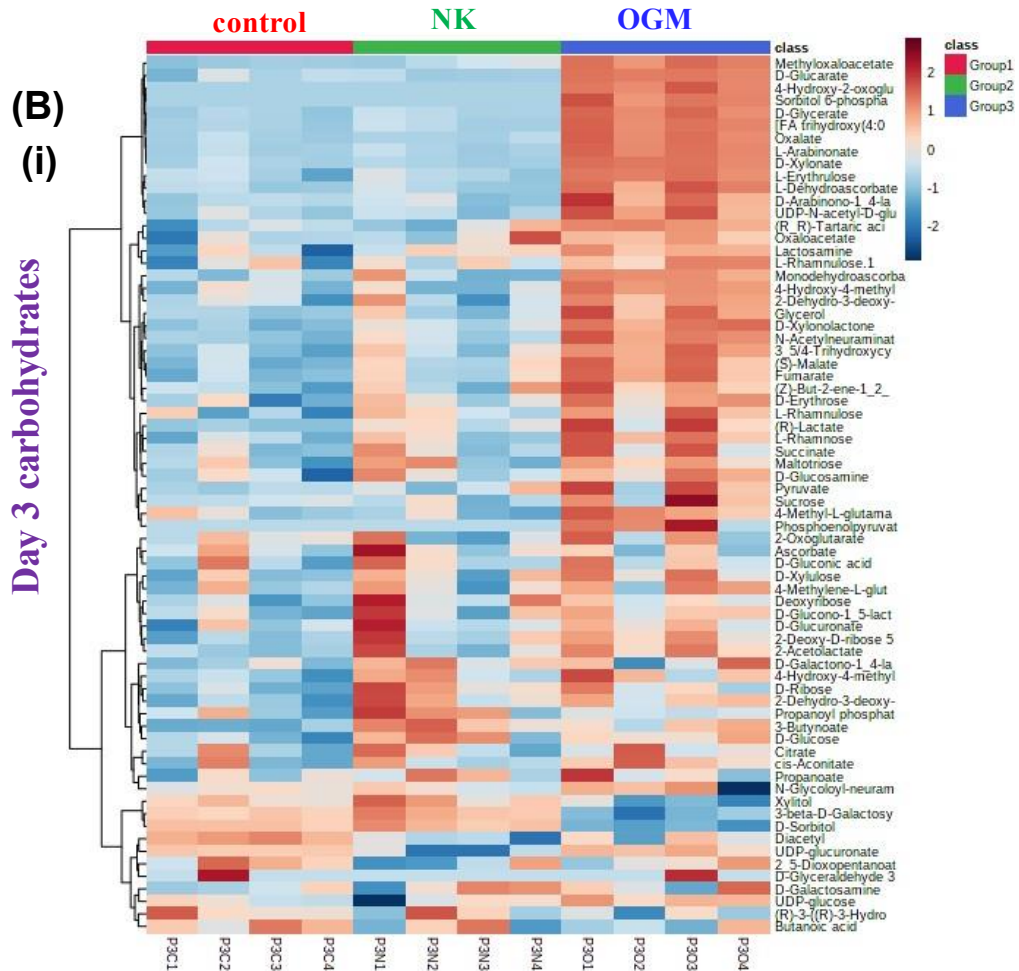 control NK OGM
class
Methyloxaloacetate
D-Glucarate
4-Hydroxy-2-oxoglu
Sorbitol 6-phospha
D-Glycerate
[FA trihydroxy(4:0
Oxalate
L-Arabinonate
D-Xylonate
L-Erythrulose
L-Dehydroascorbate
D-Arabinono-1_4-la
UDP-N-acetyl-D-glu
(R_R)-Tartaric aci
Oxaloacetate
Lactosamine
L-Rhamnulose.1
Monodehydroascorba
4-Hydroxy-4-methyl
2-Dehydro-3-deoxy-
Glycerol
D-Xylonolactone
N-Acetylneuraminat
3_5/4-Trihydroxycy
(S)-Malate
Fumarate
(Z)-But-2-ene-1_2_
D-Erythrose
L-Rhamnulose
(R)-Lactate
L-Rhamnose
Succinate
Maltotriose
D-Glucosamine
Pyruvate
Sucrose
4-Methyl-L-glutama
Phosphoenolpyruvat
2-Oxoglutarate
Ascorbate
D-Gluconic acid
D-Xylulose
4-Methylene-L-glut
Deoxyribose
D-Glucono-1_5-lact
D-Glucuronate
2-Deoxy-D-ribose 5
2-Acetolactate
D-Galactono-1_4-la
4-Hydroxy-4-methyl
D-Ribose
2-Dehydro-3-deoxy-
Propanoyl phosphat
3-Butynoate
D-Glucose
Citrate
cis-Aconitate
Propanoate
N-Glycoloyl-neuram
Xylitol
3-beta-D-Galactosy
D-Sorbitol
Diacetyl
UDP-glucuronate
2_5-Dioxopentanoat
D-Glyceraldehyde 3
D-Galactosamine
UDP-glucose
(R)-3-((R)-3-Hydro
Butanoic acid
2
1
0
-1
-2
class
Group1
Group2
Group3
(B)
(i)
Day 3 carbohydrates
P3C1
P3C2
P3C3
P3C4
P3N1
P3N2
P3N3
P3N4
P3O1
P3O2
P3O3
P3O4